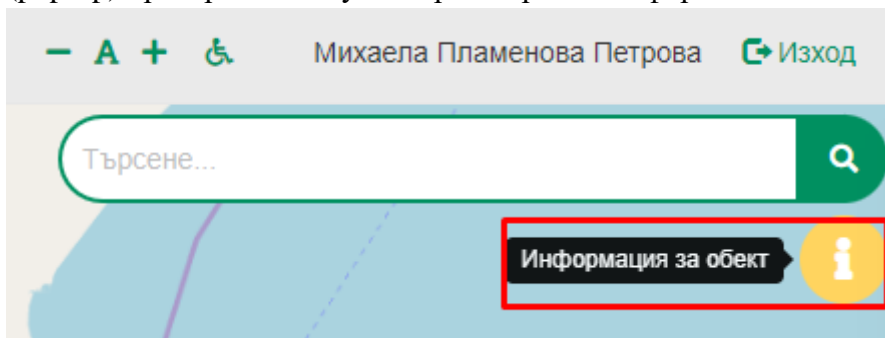 − A + Михаела Пламенова Петрова Изход
Търсене...
Информация за обект